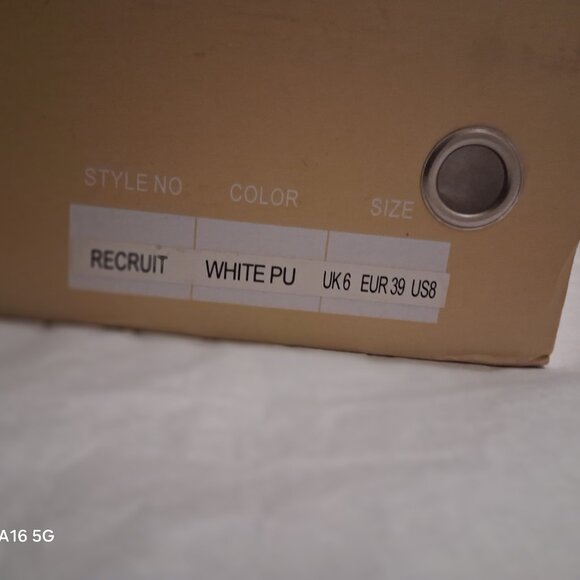 STYLE NO COLOR SIZE
RECRUIT WHITE PU UK6 EUR 39 US8
A16 5G